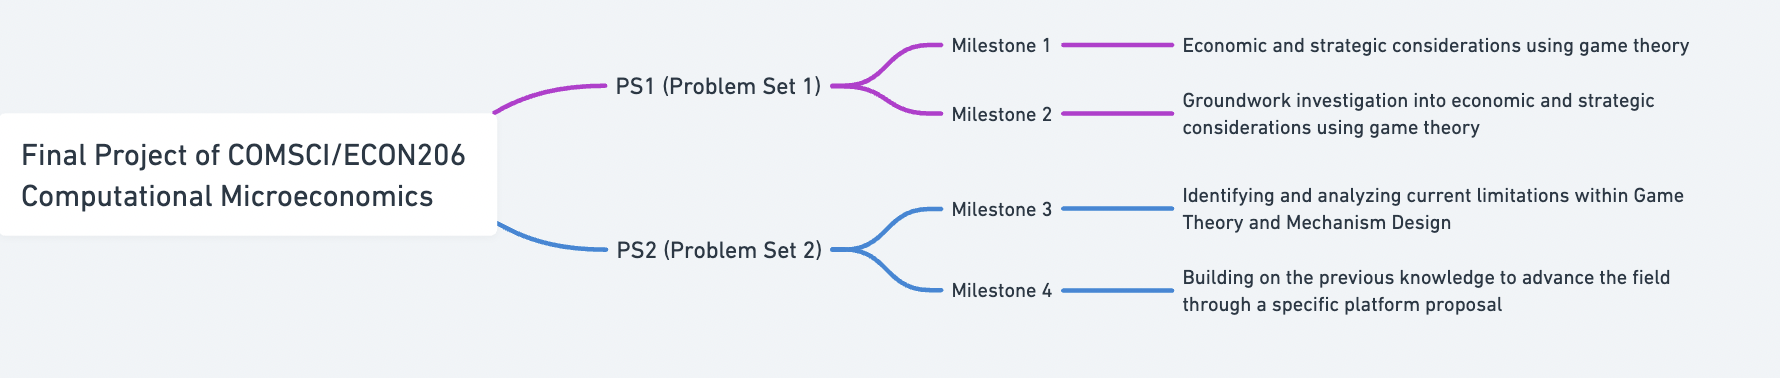 Final Project of COMSCI/ECON206
Computational Microeconomics
PS1 (Problem Set 1)
Milestone 1
Economic and strategic considerations using game theory
Milestone 2
Groundwork investigation into economic and strategic
considerations using game theory
PS2 (Problem Set 2)
Milestone 3
Identifying and analyzing current limitations within Game
Theory and Mechanism Design
Milestone 4
Building on the previous knowledge to advance the field
through a specific platform proposal